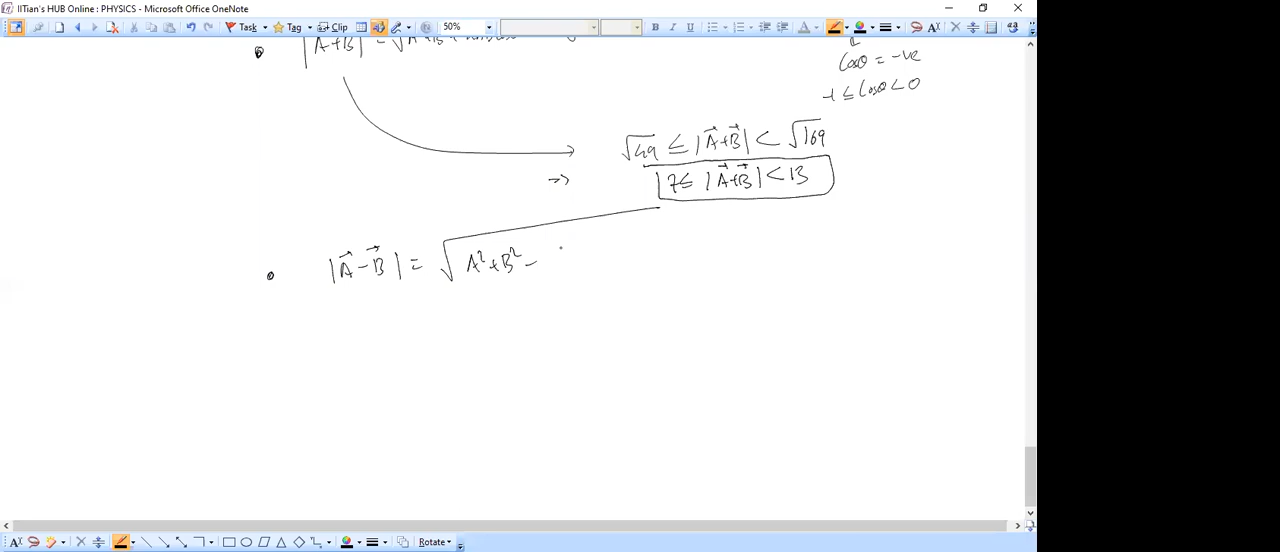 IITian's HUB Online : PHYSICS - Microsoft Office OneNote
Clip Task Tag 50% B I U
|A+B| =
Cosθ = -ve
-1 ≤ Cosθ < 0
√49 ≤ |A⃗+B⃗| < √169
⇒ 7 ≤ |A⃗+B⃗| < 13
|A⃗-B⃗| = √A²+B²-
Rotate